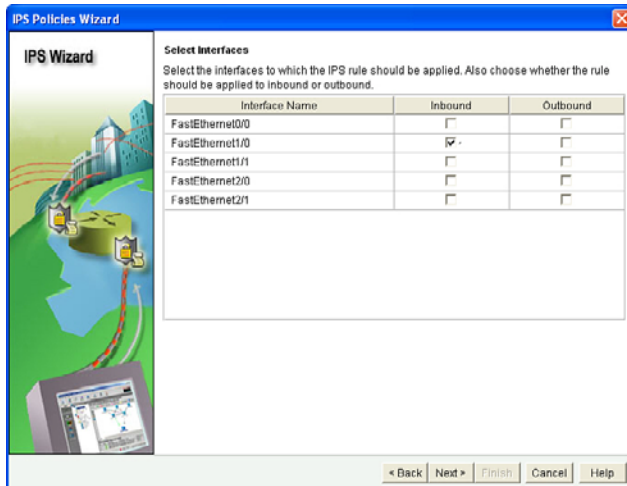 IPS Policies Wizard
IPS Wizard
Select Interfaces
Select the interfaces to which the IPS rule should be applied. Also choose whether the rule
should be applied to inbound or outbound.
Interface Name Inbound Outbound
FastEthernet0/0
FastEthernet1/0
FastEthernet1/1
FastEthernet2/0
FastEthernet2/1
< Back Next > Finish Cancel Help